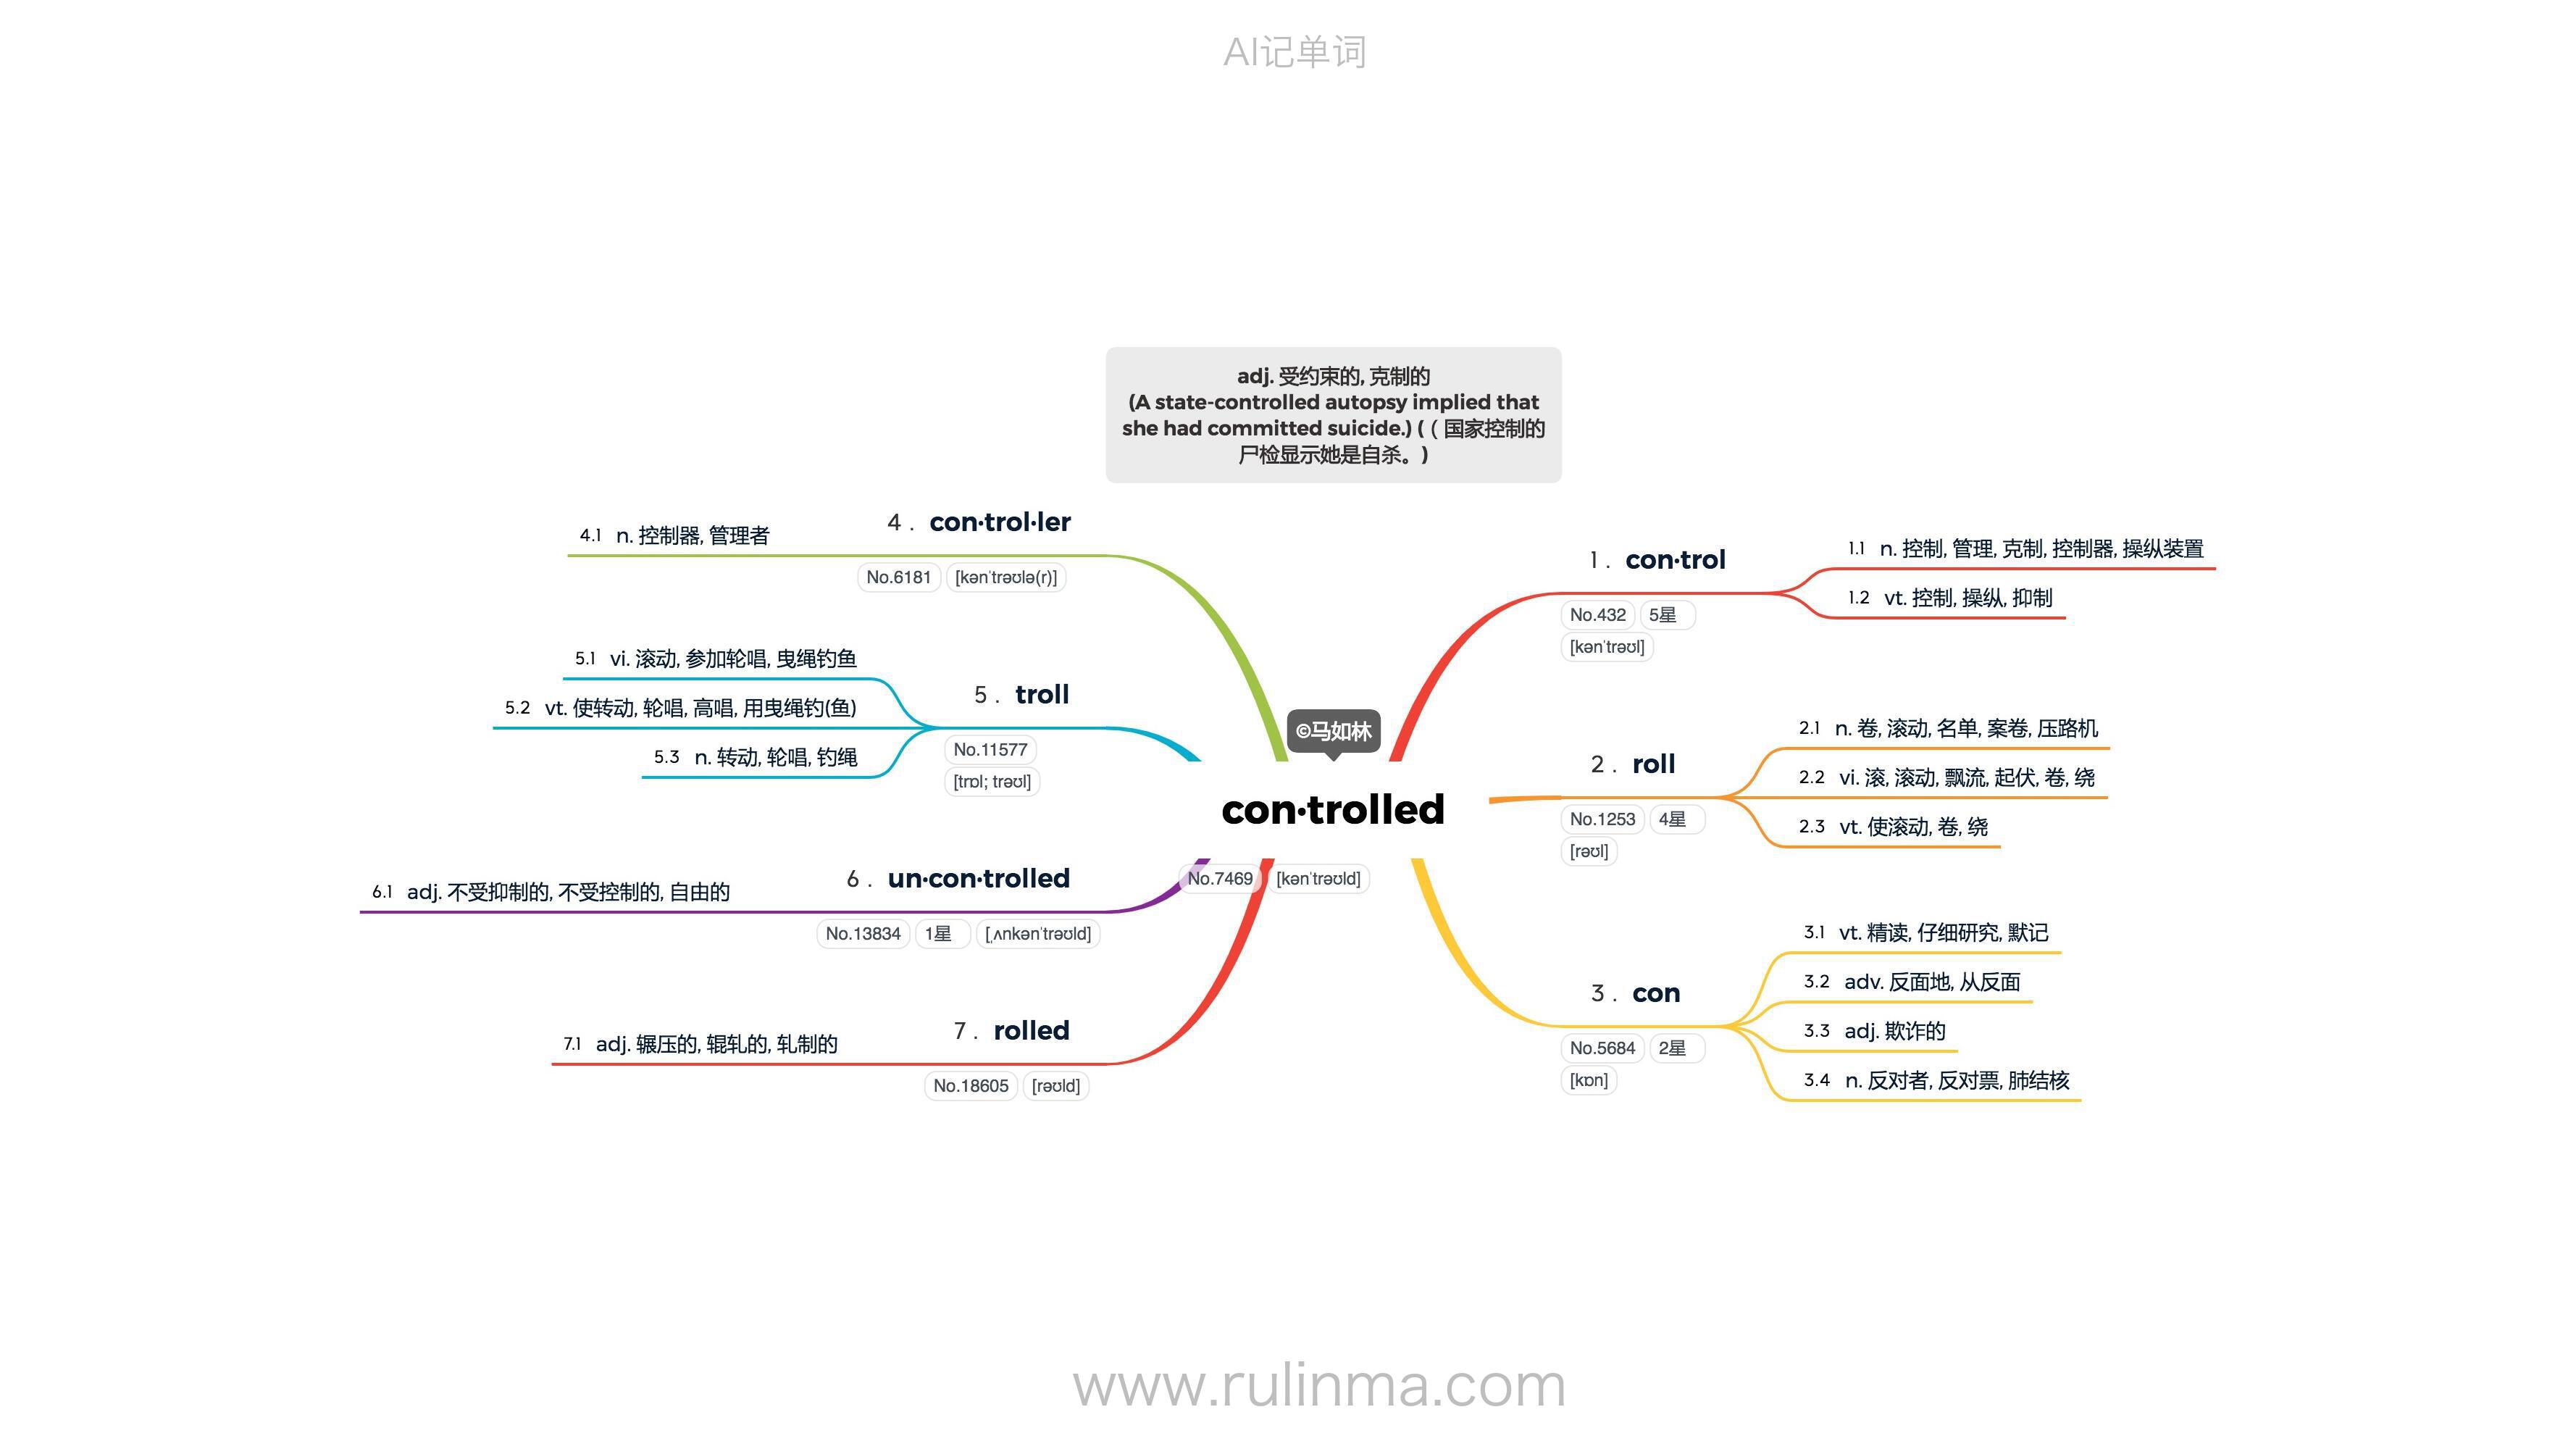 AI记单词
adj. 受约束的, 克制的
(A state-controlled autopsy implied that
she had committed suicide.) (（国家控制的
尸检显示她是自杀。)
©马如林
con·trolled
No.7469 [kənˈtrəʊld]
1 . con·trol
No.432 5星
[kənˈtrəʊl]
1.1 n. 控制, 管理, 克制, 控制器, 操纵装置
1.2 vt. 控制, 操纵, 抑制
2 . roll
No.1253 4星
[rəʊl]
2.1 n. 卷, 滚动, 名单, 案卷, 压路机
2.2 vi. 滚, 滚动, 飘流, 起伏, 卷, 绕
2.3 vt. 使滚动, 卷, 绕
3 . con
No.5684 2星
[kɒn]
3.1 vt. 精读, 仔细研究, 默记
3.2 adv. 反面地, 从反面
3.3 adj. 欺诈的
3.4 n. 反对者, 反对票, 肺结核
4 . con·trol·ler
No.6181 [kənˈtrəʊlə(r)]
4.1 n. 控制器, 管理者
5 . troll
No.11577
[trɒl; trəʊl]
5.1 vi. 滚动, 参加轮唱, 曳绳钓鱼
5.2 vt. 使转动, 轮唱, 高唱, 用曳绳钓(鱼)
5.3 n. 转动, 轮唱, 钓绳
6 . un·con·trolled
No.13834 1星 [ˌʌnkənˈtrəʊld]
6.1 adj. 不受抑制的, 不受控制的, 自由的
7 . rolled
No.18605 [rəʊld]
7.1 adj. 辗压的, 辊轧的, 轧制的
www.rulinma.com